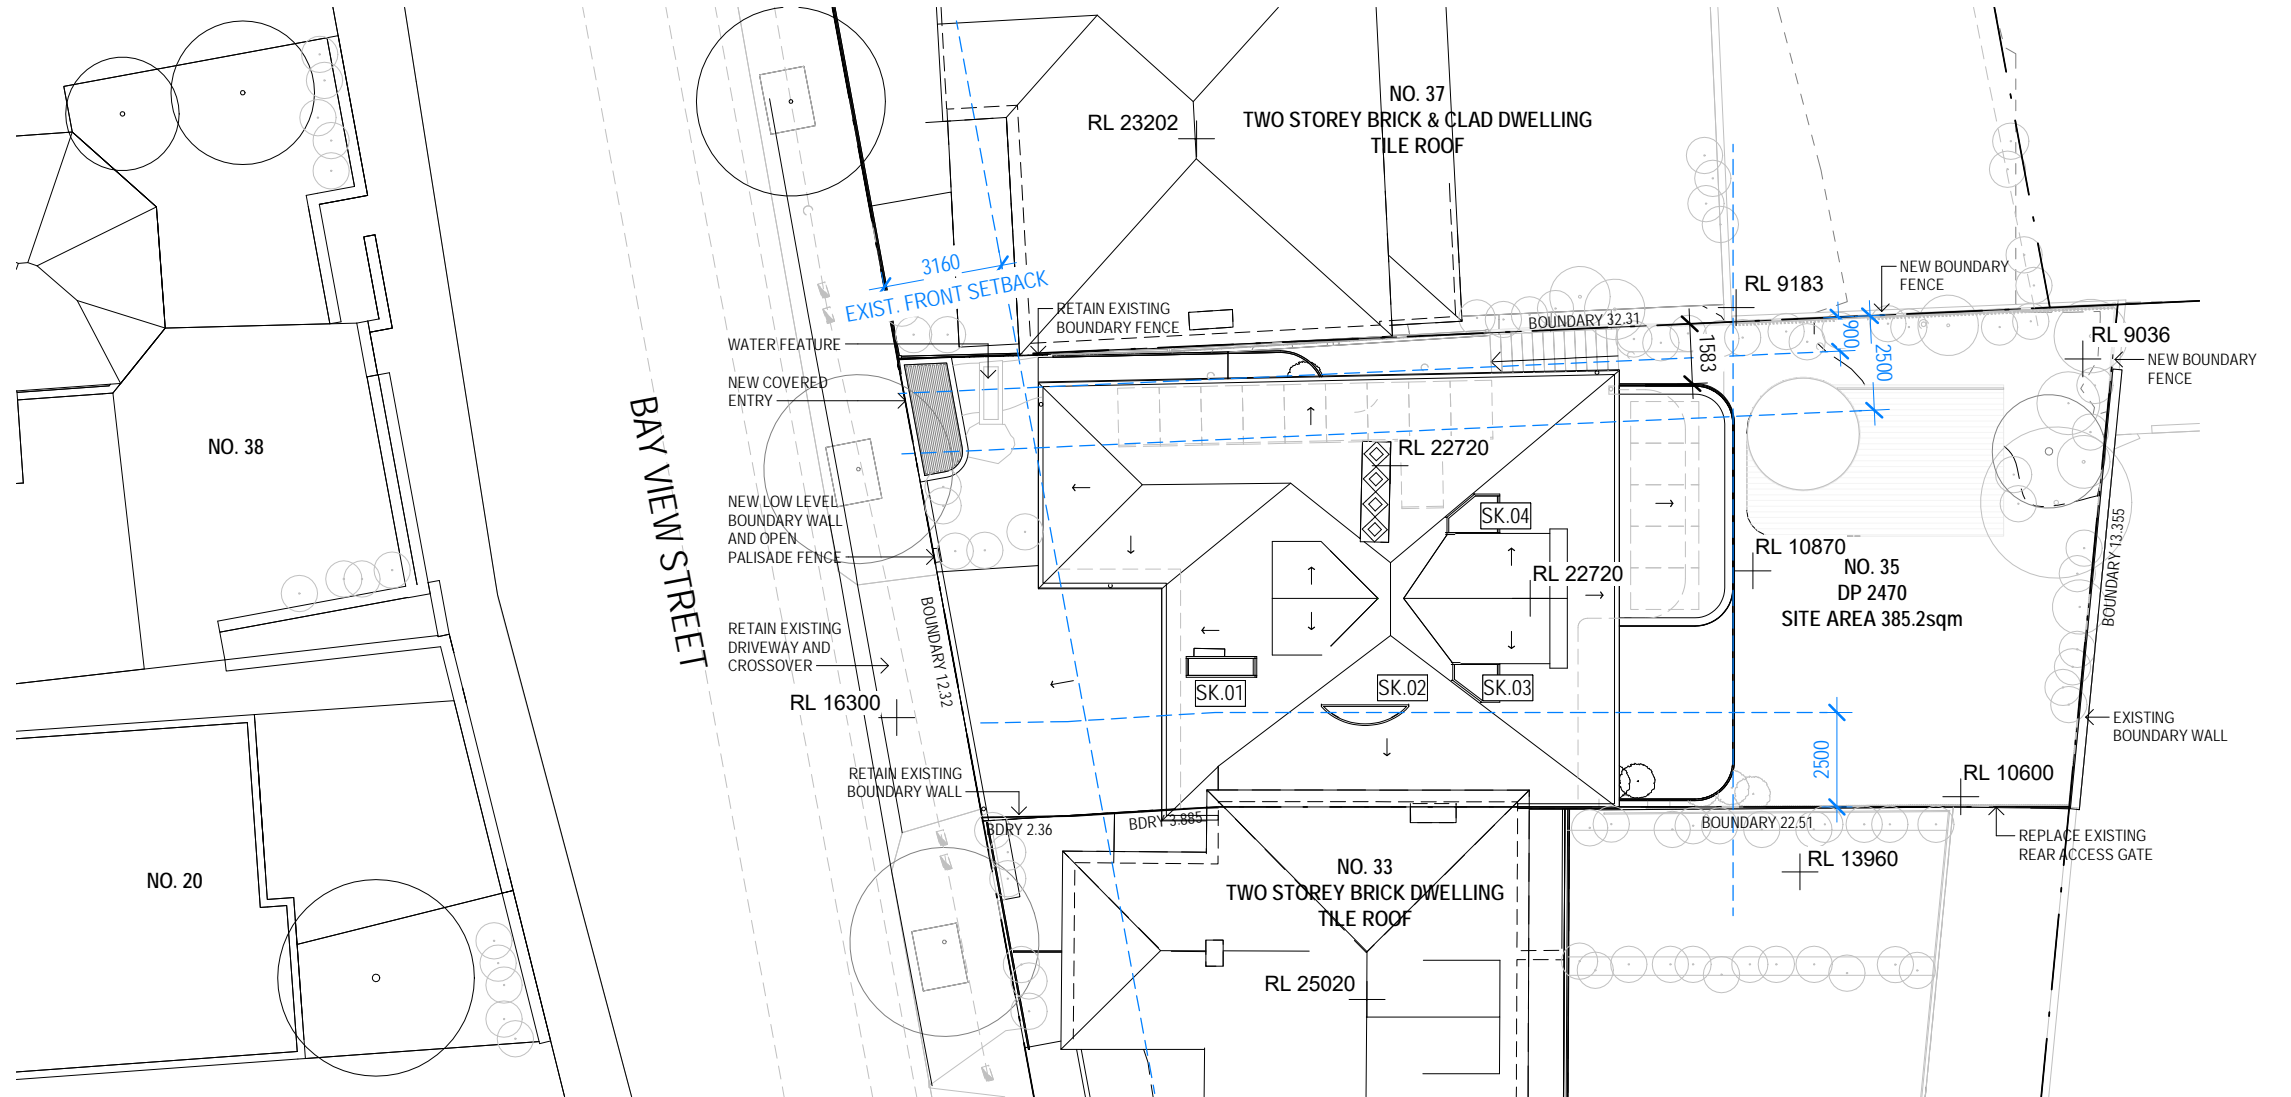 NO. 37
TWO STOREY BRICK & CLAD DWELLING
TILE ROOF
RL 23202
3160
EXIST. FRONT SETBACK
RETAIN EXISTING
BOUNDARY FENCE
WATER FEATURE
NEW COVERED
ENTRY
NEW LOW LEVEL
BOUNDARY WALL
AND OPEN
PALISADE FENCE
RETAIN EXISTING
DRIVEWAY AND
CROSSOVER
RL 16300
RETAIN EXISTING
BOUNDARY WALL
BAY VIEW STREET
NO. 38
NO. 20
BOUNDARY 12.32
BDRY 2.36
BDRY 3.885
BOUNDARY 32.31
1583
RL 9183
NEW BOUNDARY
FENCE
900
2500
RL 9036
NEW BOUNDARY
FENCE
RL 22720
SK.04
RL 22720
SK.01
SK.02
SK.03
RL 10870
NO. 35
DP 2470
SITE AREA 385.2sqm
BOUNDARY 13.355
EXISTING
BOUNDARY WALL
2500
RL 10600
BOUNDARY 22.51
REPLACE EXISTING
REAR ACCESS GATE
RL 13960
NO. 33
TWO STOREY BRICK DWELLING
TILE ROOF
RL 25020